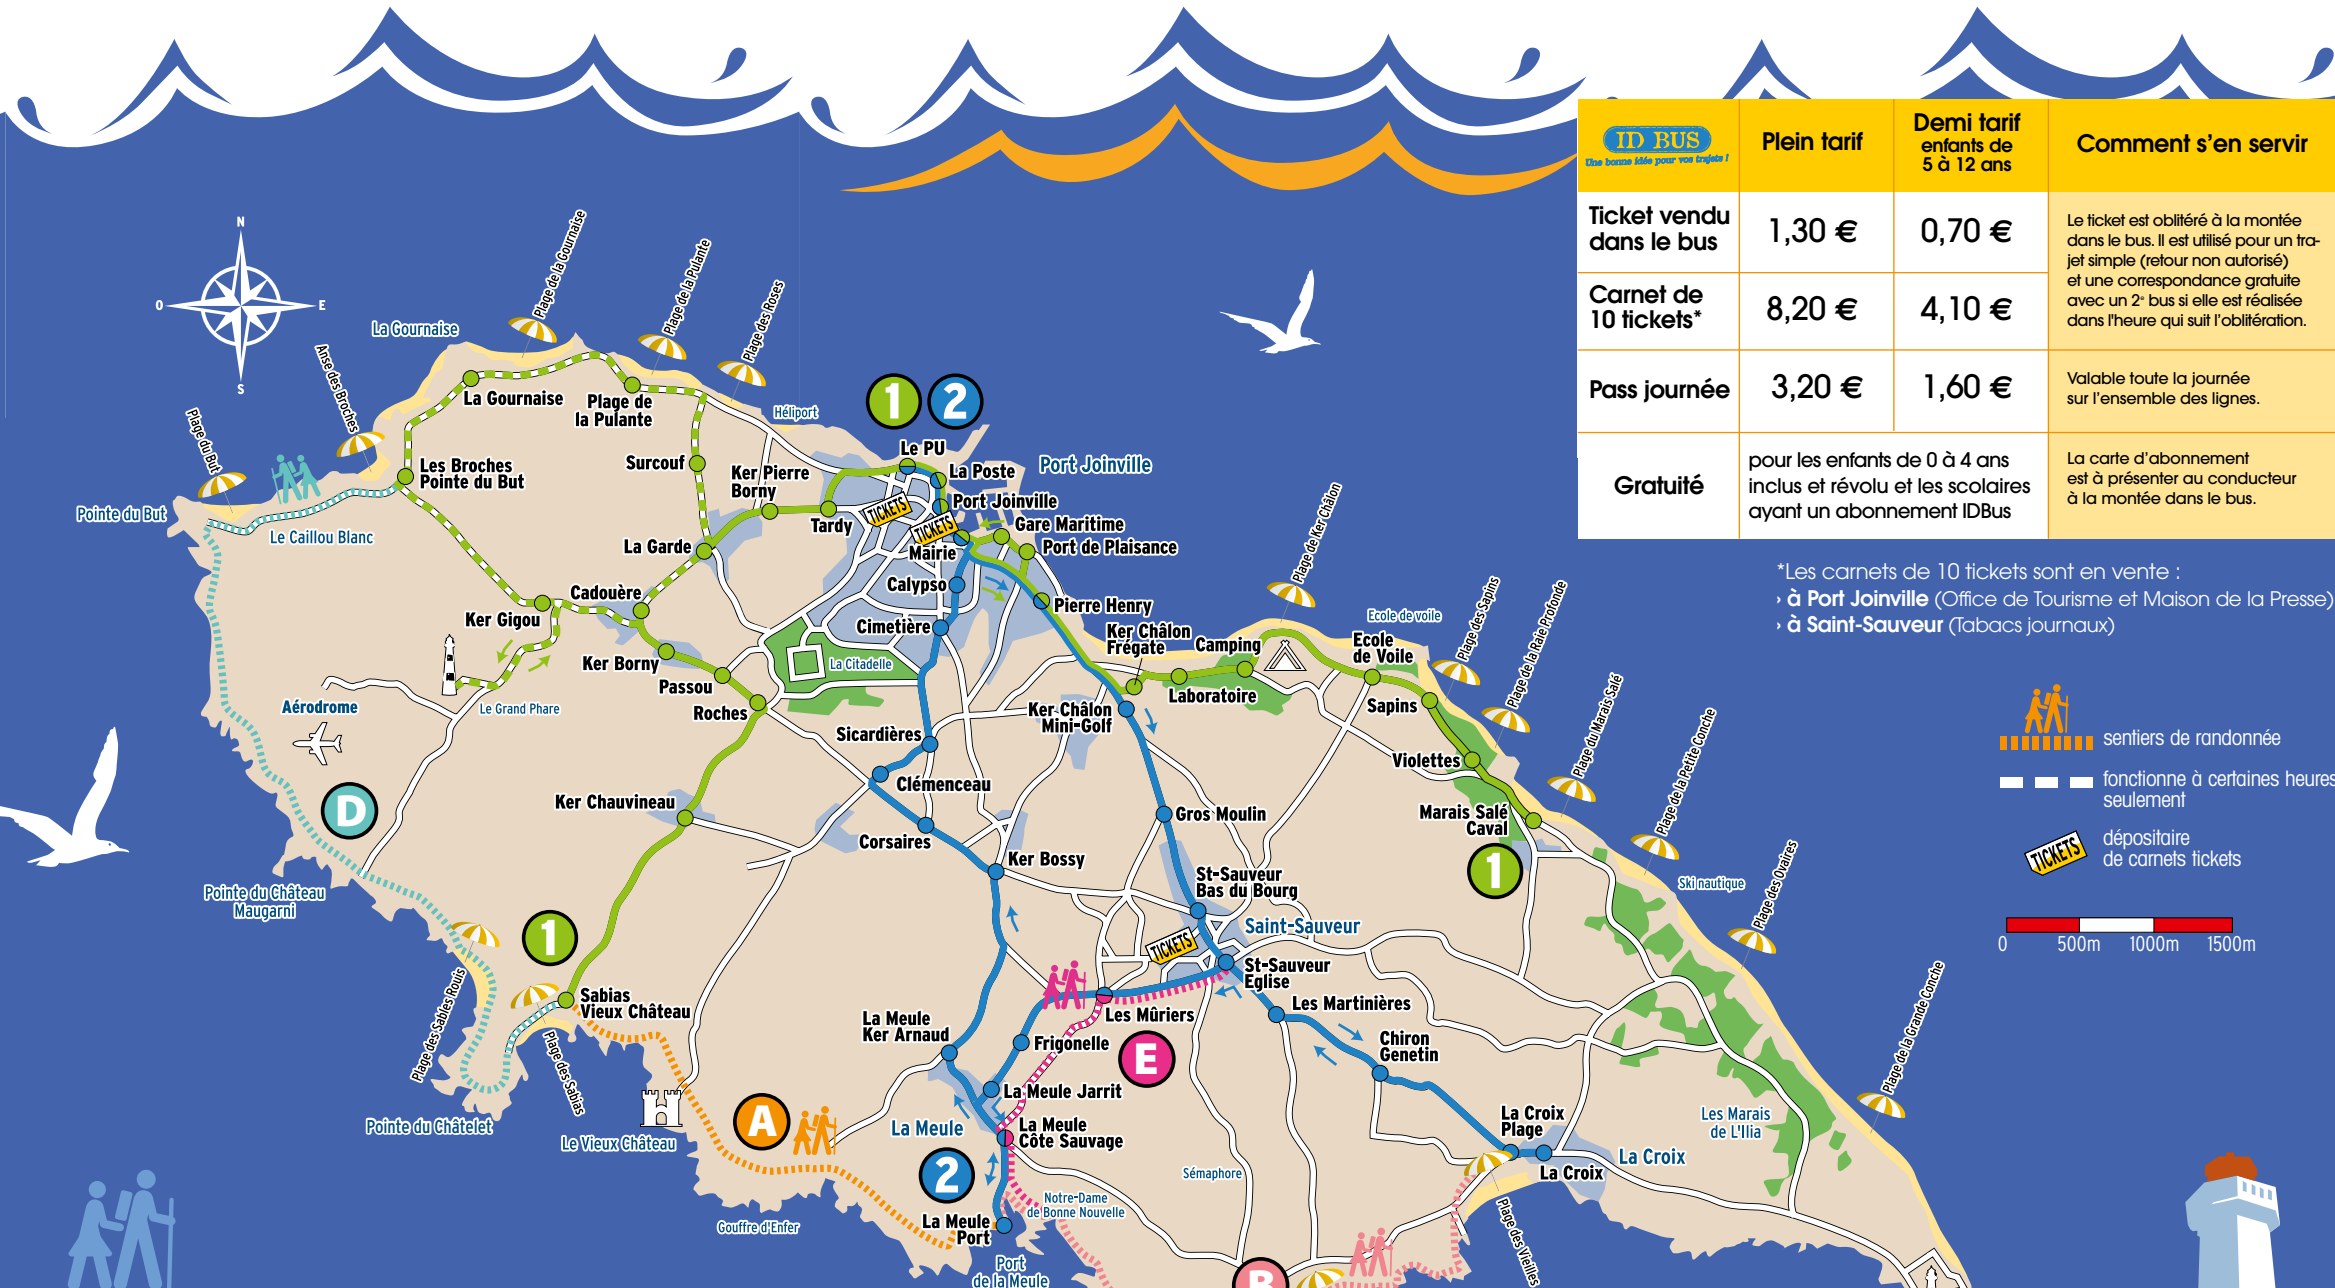 ID BUS
Une bonne idée pour vos trajets !
Plein tarif
Demi tarif
enfants de
5 à 12 ans
Comment s'en servir
Ticket vendu
dans le bus
1,30 €
0,70 €
Le ticket est oblitéré à la montée
dans le bus. Il est utilisé pour un tra-
jet simple (retour non autorisé)
et une correspondance gratuite
avec un 2e bus si elle est réalisée
dans l'heure qui suit l'oblitération.
Carnet de
10 tickets*
8,20 €
4,10 €
Pass journée
3,20 €
1,60 €
Valable toute la journée
sur l'ensemble des lignes.
Gratuité
pour les enfants de 0 à 4 ans
inclus et révolu et les scolaires
ayant un abonnement IDBus
La carte d'abonnement
est à présenter au conducteur
à la montée dans le bus.
*Les carnets de 10 tickets sont en vente :
› à Port Joinville (Office de Tourisme et Maison de la Presse)
› à Saint-Sauveur (Tabacs journaux)
sentiers de randonnée
fonctionne à certaines heures
seulement
TICKETS
dépositaire
de carnets tickets
0 500m 1000m 1500m
N
O
E
S
Plage de la Gournaise
Plage de la Pulante
Plage des Roses
La Gournaise
Anse des Broches
Plage du But
La Gournaise
Plage de
la Pulante
Héliport
1
2
Le PU
La Poste
Port Joinville
Port Joinville
Les Broches
Pointe du But
Surcouf
Ker Pierre
Borny
Tardy
TICKETS
TICKETS
Gare Maritime
Port de Plaisance
Mairie
Pointe du But
Le Caillou Blanc
La Garde
Calypso
Cadouère
Ker Gigou
Pierre Henry
Plage de Ker Châlon
Cimetière
Ker Châlon
Frégate
Camping
Ecole de voile
Ecole
de Voile
Plage des Sapins
Plage de la Raie Profonde
Ker Borny
La Citadelle
Passou
Roches
Laboratoire
Sapins
Aérodrome
Le Grand Phare
Ker Châlon
Mini-Golf
Sicardières
Plage du Marais Salé
Plage de la Petite Conche
Violettes
Clémenceau
Ker Chauvineau
D
Gros Moulin
Marais Salé
Caval
Corsaires
Ker Bossy
1
Plage des Ovaires
Ski nautique
St-Sauveur
Bas du Bourg
Pointe du Château
Maugarni
1
Saint-Sauveur
TICKETS
St-Sauveur
Eglise
Plage de la Grande Conche
Sabias
Vieux Château
Plage des Sables Rouis
Plage des Sabias
Les Martinières
Les Mûriers
La Meule
Ker Arnaud
Frigonelle
E
Chiron
Genetin
La Meule Jarrit
A
La Croix
Plage
Les Marais
de L'Ilia
Pointe du Châtelet
Le Vieux Château
La Meule
La Meule
Côte Sauvage
La Croix
La Croix
2
Sémaphore
Notre-Dame
de Bonne Nouvelle
Gouffre d'Enfer
La Meule
Port
Plage des Vieilles
Port
de la Meule
B